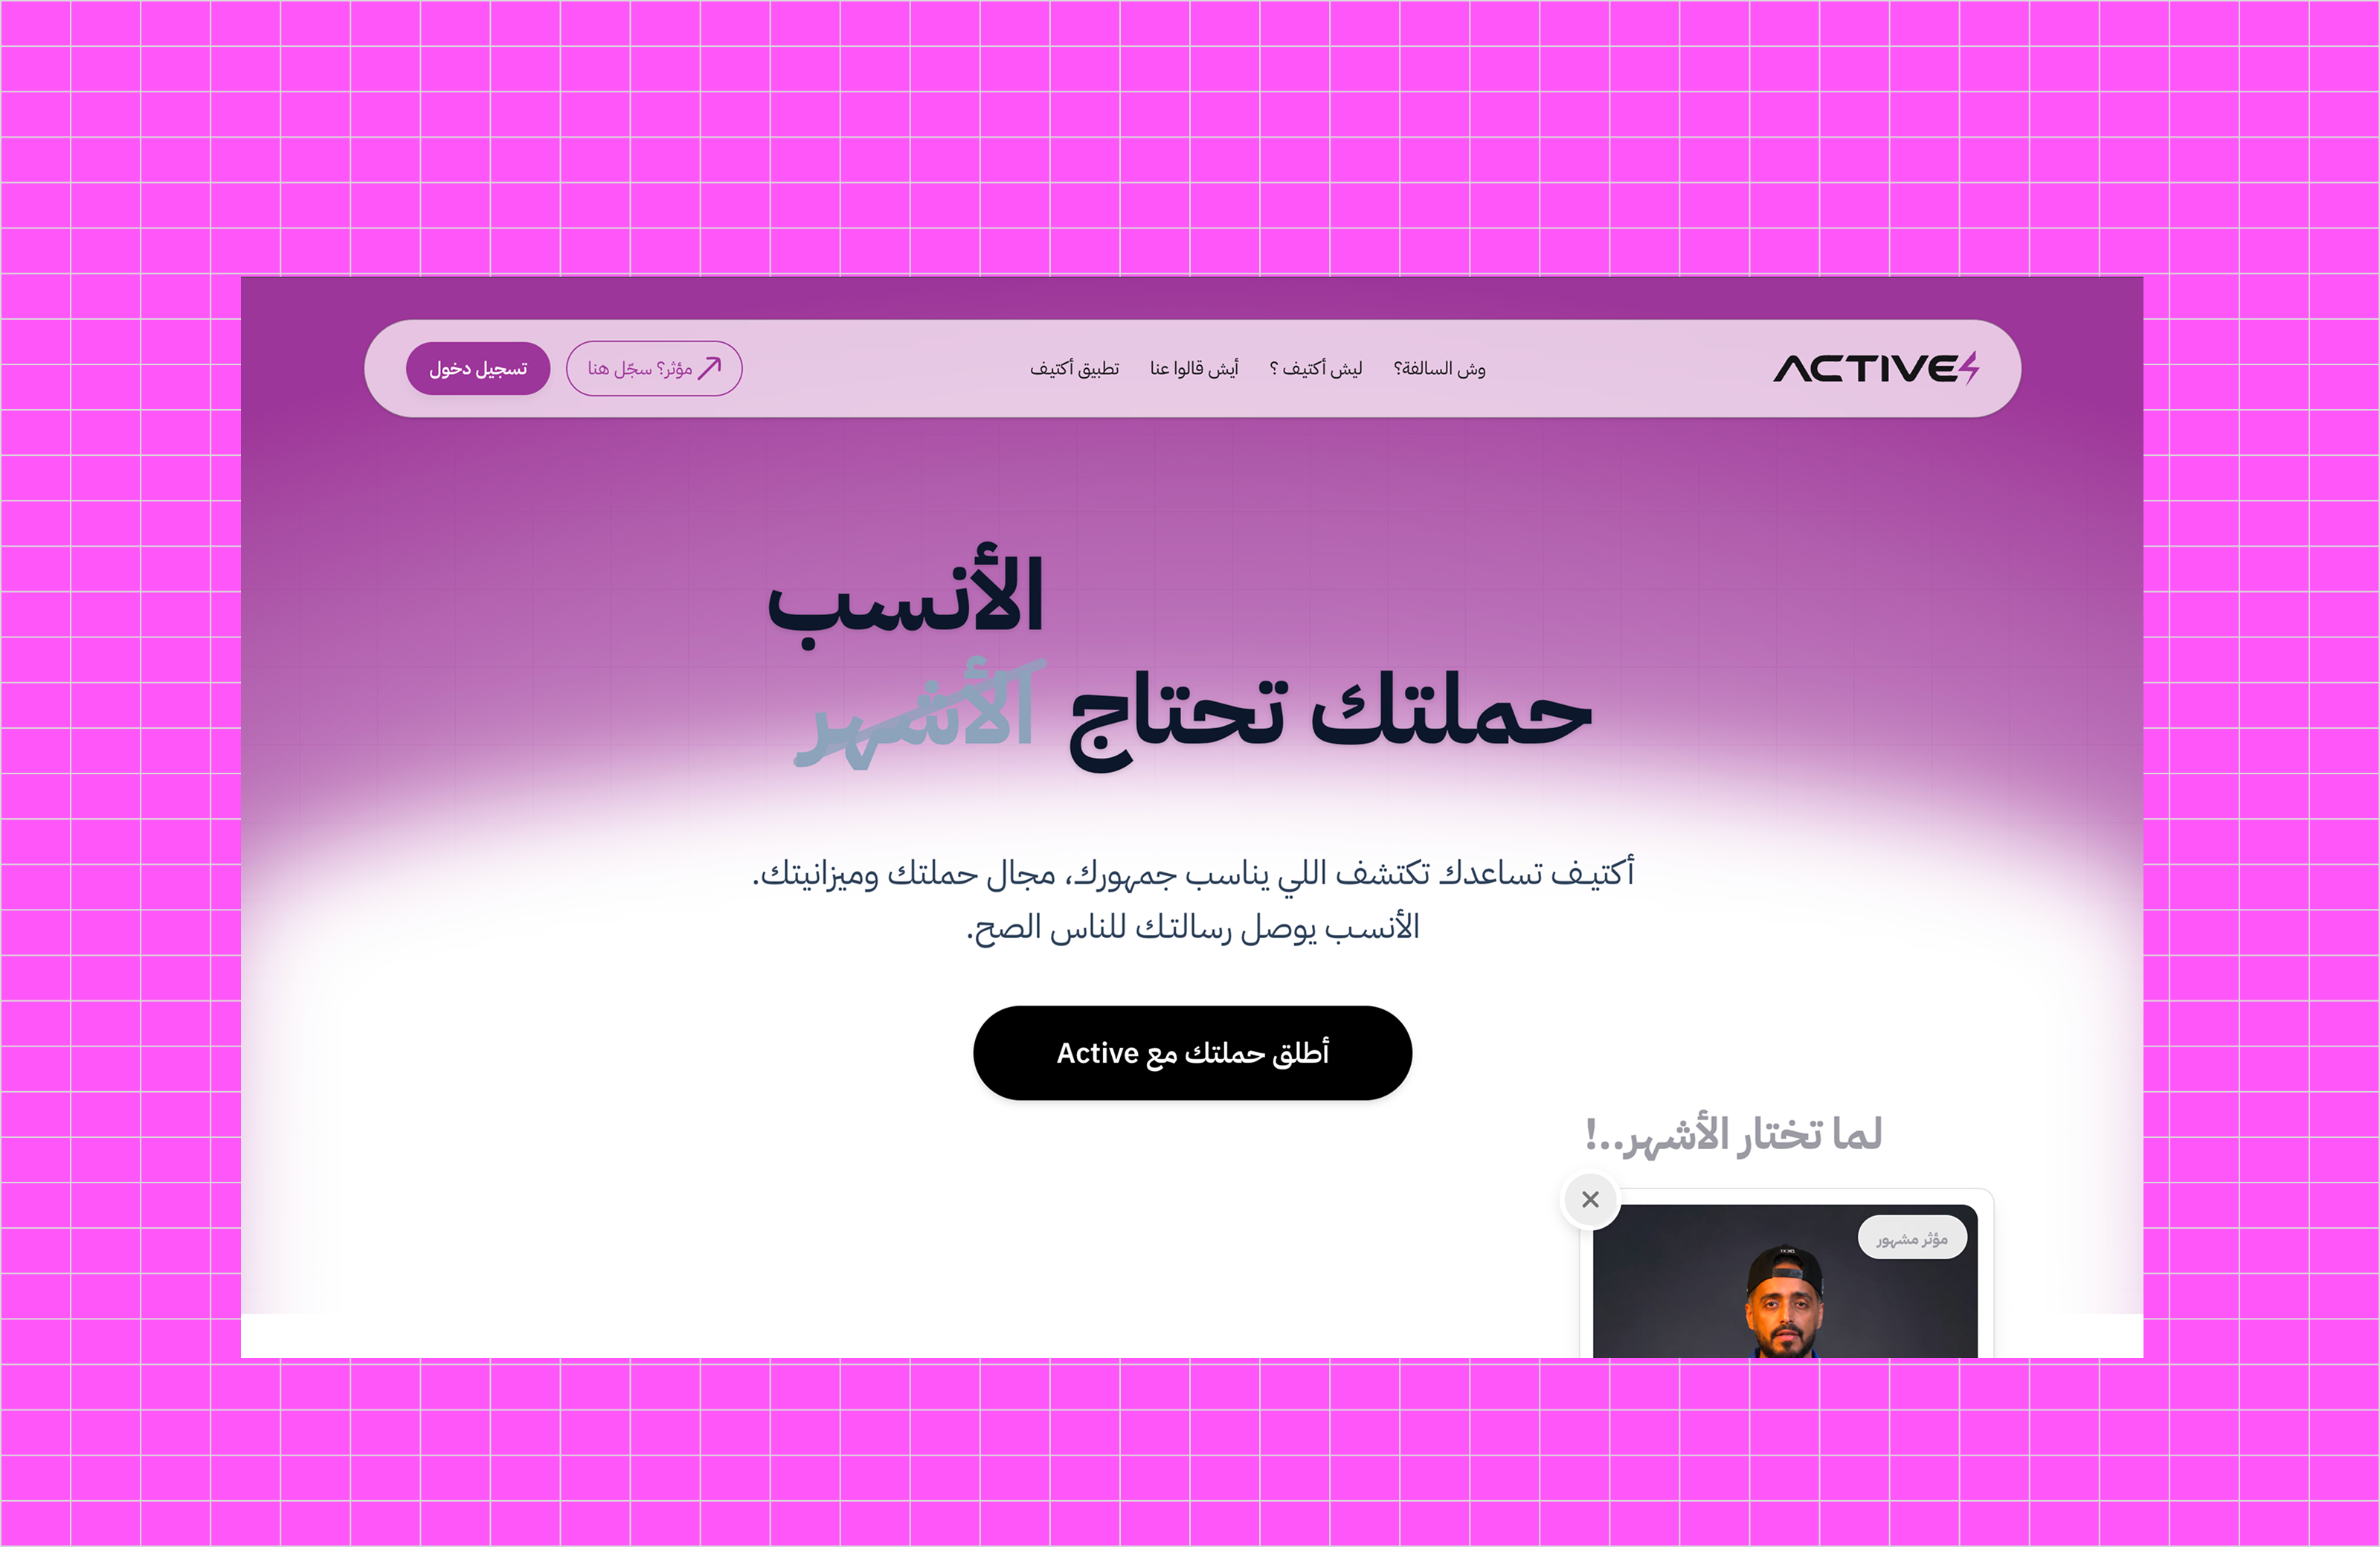 ACTIVE
وش السالفة؟
ليش أكتيف ؟
أيش قالوا عنا
تطبيق أكتيف
مؤثر؟ سجّل هنا
تسجيل دخول
الأنسب
حملتك تحتاج الأشهر
أكتيف تساعدك تكتشف اللي يناسب جمهورك، مجال حملتك وميزانيتك.
الأنسب يوصل رسالتك للناس الصح.
أطلق حملتك مع Active
لما تختار الأشهر..!
مؤثر مشهور